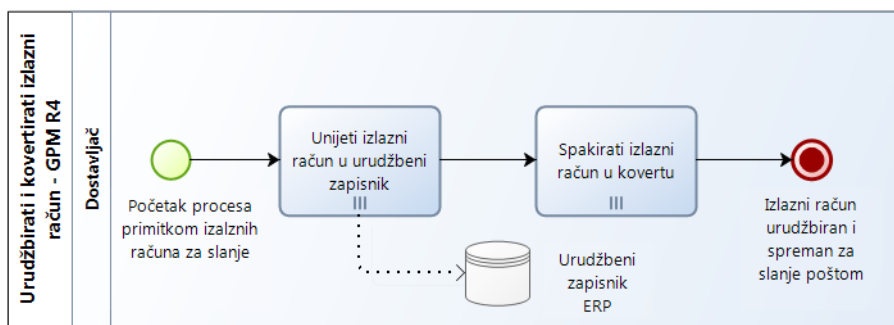 Urudžbirati i kovertirati izlazni
račun - GPM R4
Dostavljač
Početak procesa
primitkom izalznih
računa za slanje
Unijeti izlazni
račun u urudžbeni
zapisnik
Spakirati izlazni
račun u kovertu
Izlazni račun
urudžbiran i
spreman za
slanje poštom
Urudžbeni
zapisnik
ERP